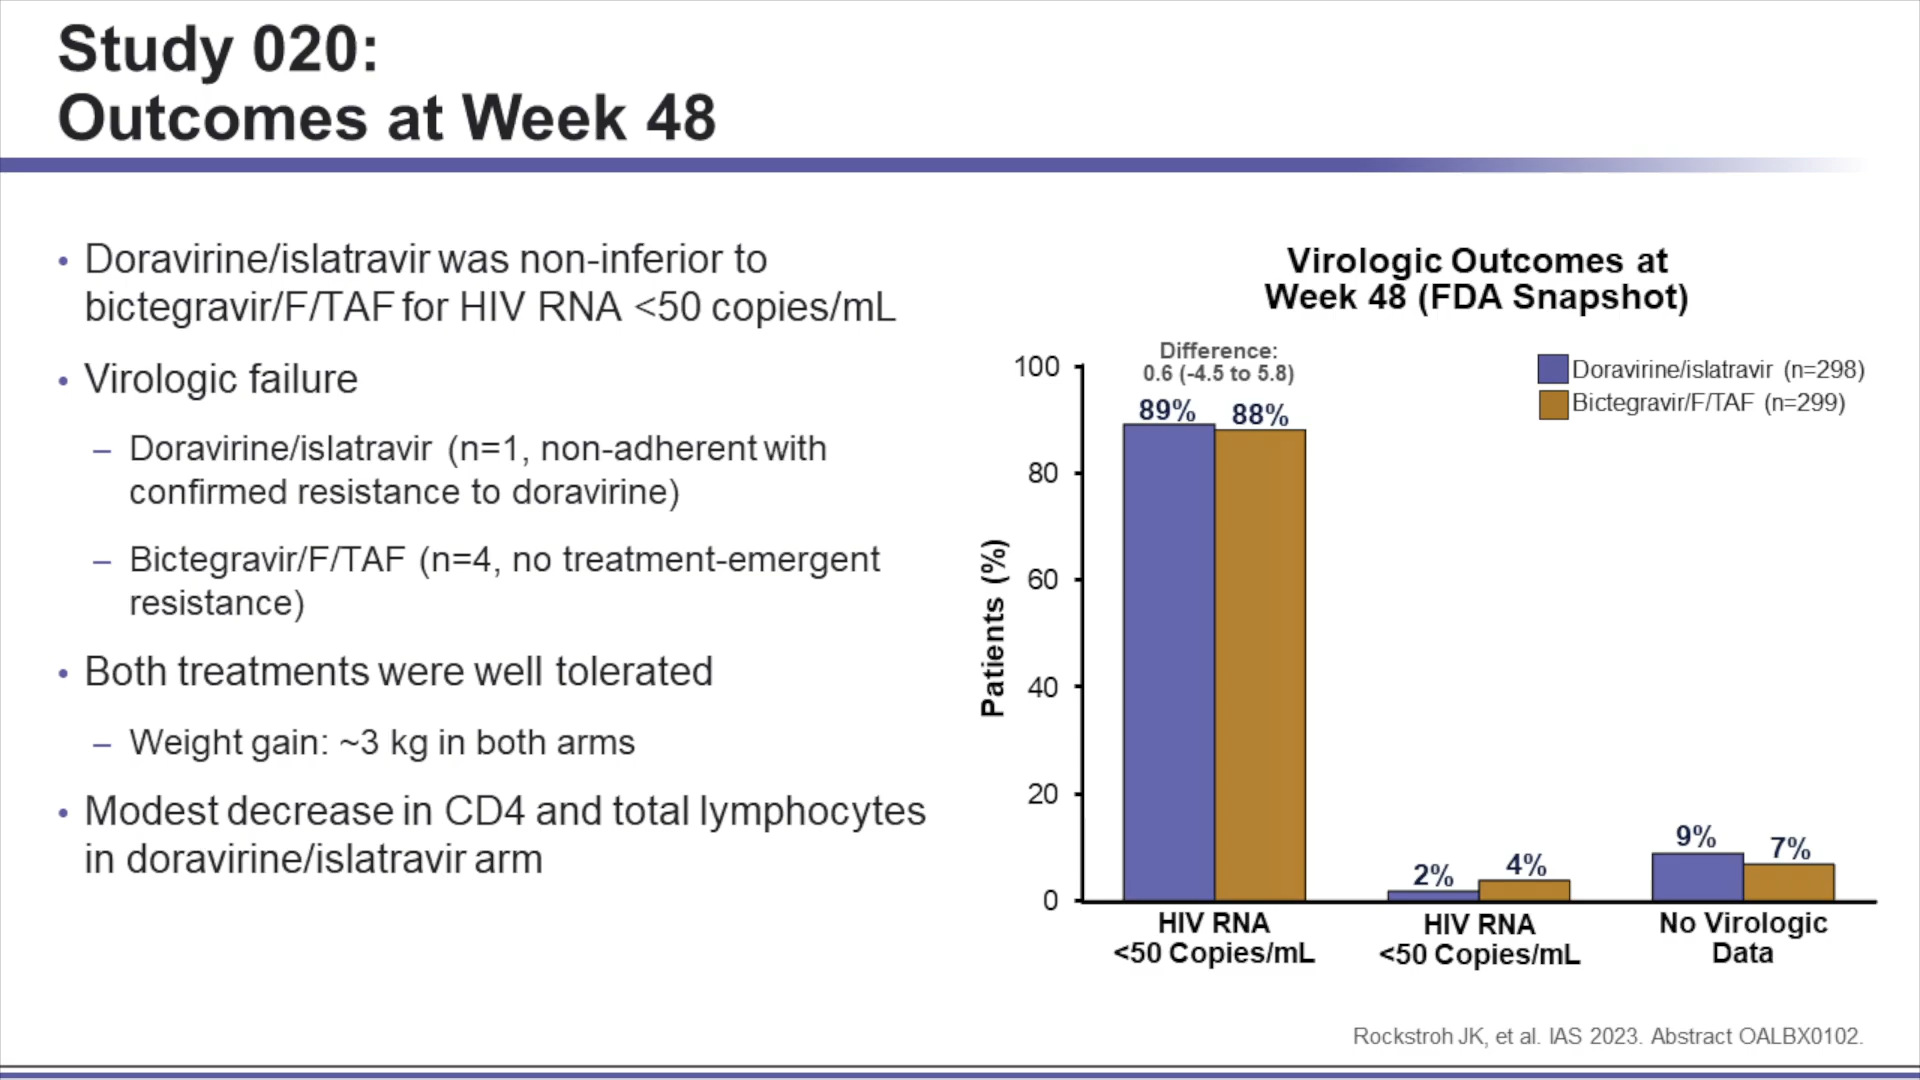 Study 020:
Outcomes at Week 48
• Doravirine/islatravir was non-inferior to
bictegravir/F/TAF for HIV RNA <50 copies/mL
• Virologic failure
– Doravirine/islatravir (n=1, non-adherent with
confirmed resistance to doravirine)
– Bictegravir/F/TAF (n=4, no treatment-emergent
resistance)
• Both treatments were well tolerated
– Weight gain: ~3 kg in both arms
• Modest decrease in CD4 and total lymphocytes
in doravirine/islatravir arm
Virologic Outcomes at
Week 48 (FDA Snapshot)
Difference:
0.6 (-4.5 to 5.8)
Doravirine/islatravir (n=298)
Bictegravir/F/TAF (n=299)
Patients (%)
100
80
60
40
20
0
89%
88%
2%
4%
9%
7%
HIV RNA
<50 Copies/mL
HIV RNA
<50 Copies/mL
No Virologic
Data
Rockstroh JK, et al. IAS 2023. Abstract OALBX0102.